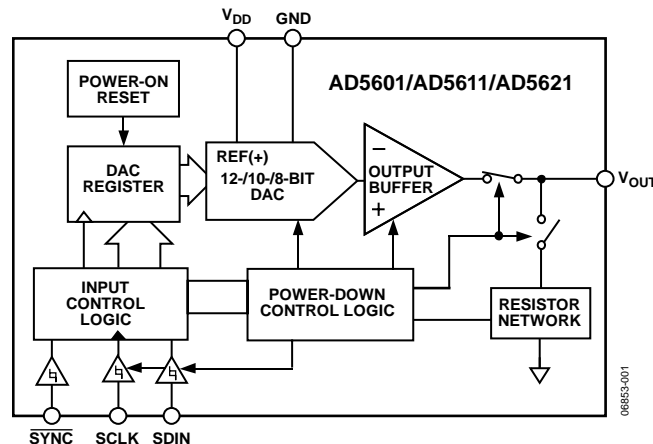 VDD GND
AD5601/AD5611/AD5621
POWER-ON
RESET
DAC
REGISTER
REF(+)
12-/10-/8-BIT
DAC
−
OUTPUT
BUFFER
+
VOUT
INPUT
CONTROL
LOGIC
POWER-DOWN
CONTROL LOGIC
RESISTOR
NETWORK
SYNC SCLK SDIN
06853-001